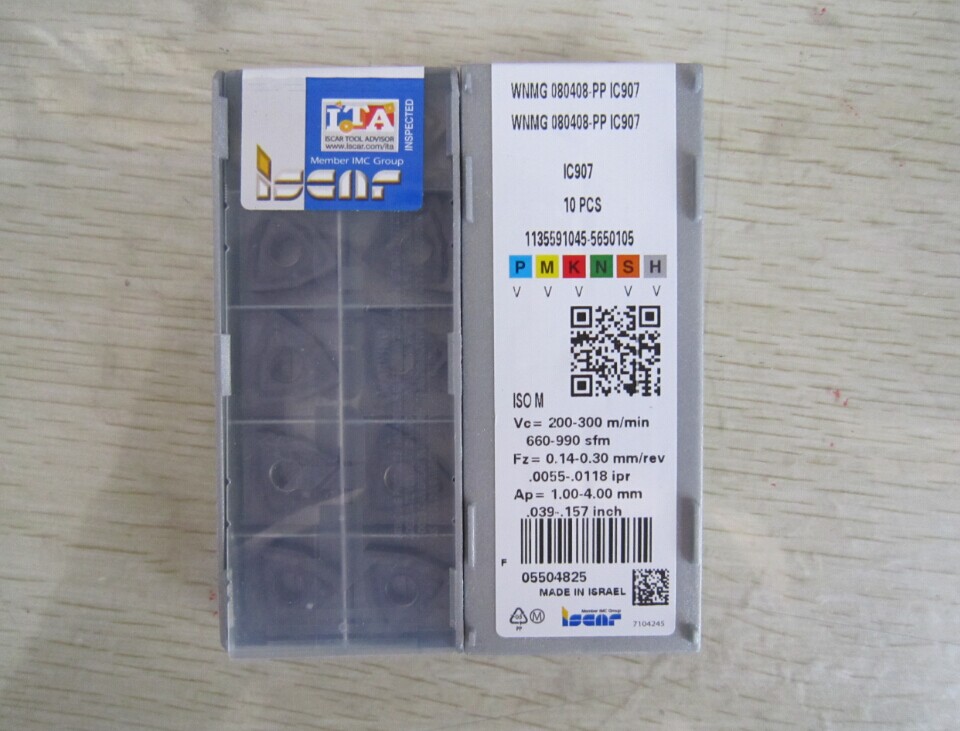 ITA
ISCAR TOOL ADVISOR
www.iscar.com/ita
INSPECTED
Member IMC Group
iscar
WNMG 080408-PP IC907
WNMG 080408-PP IC907
IC907
10 PCS
1135591045-5650105
P M K N S H
V V V V V
ISO M
Vc= 200-300 m/min
660-990 sfm
Fz= 0.14-0.30 mm/rev
.0055-.0118 ipr
Ap= 1.00-4.00 mm
.039-.157 inch
F
05504825
MADE IN ISRAEL
PP
M
Member IMC Group
iscar
7104245